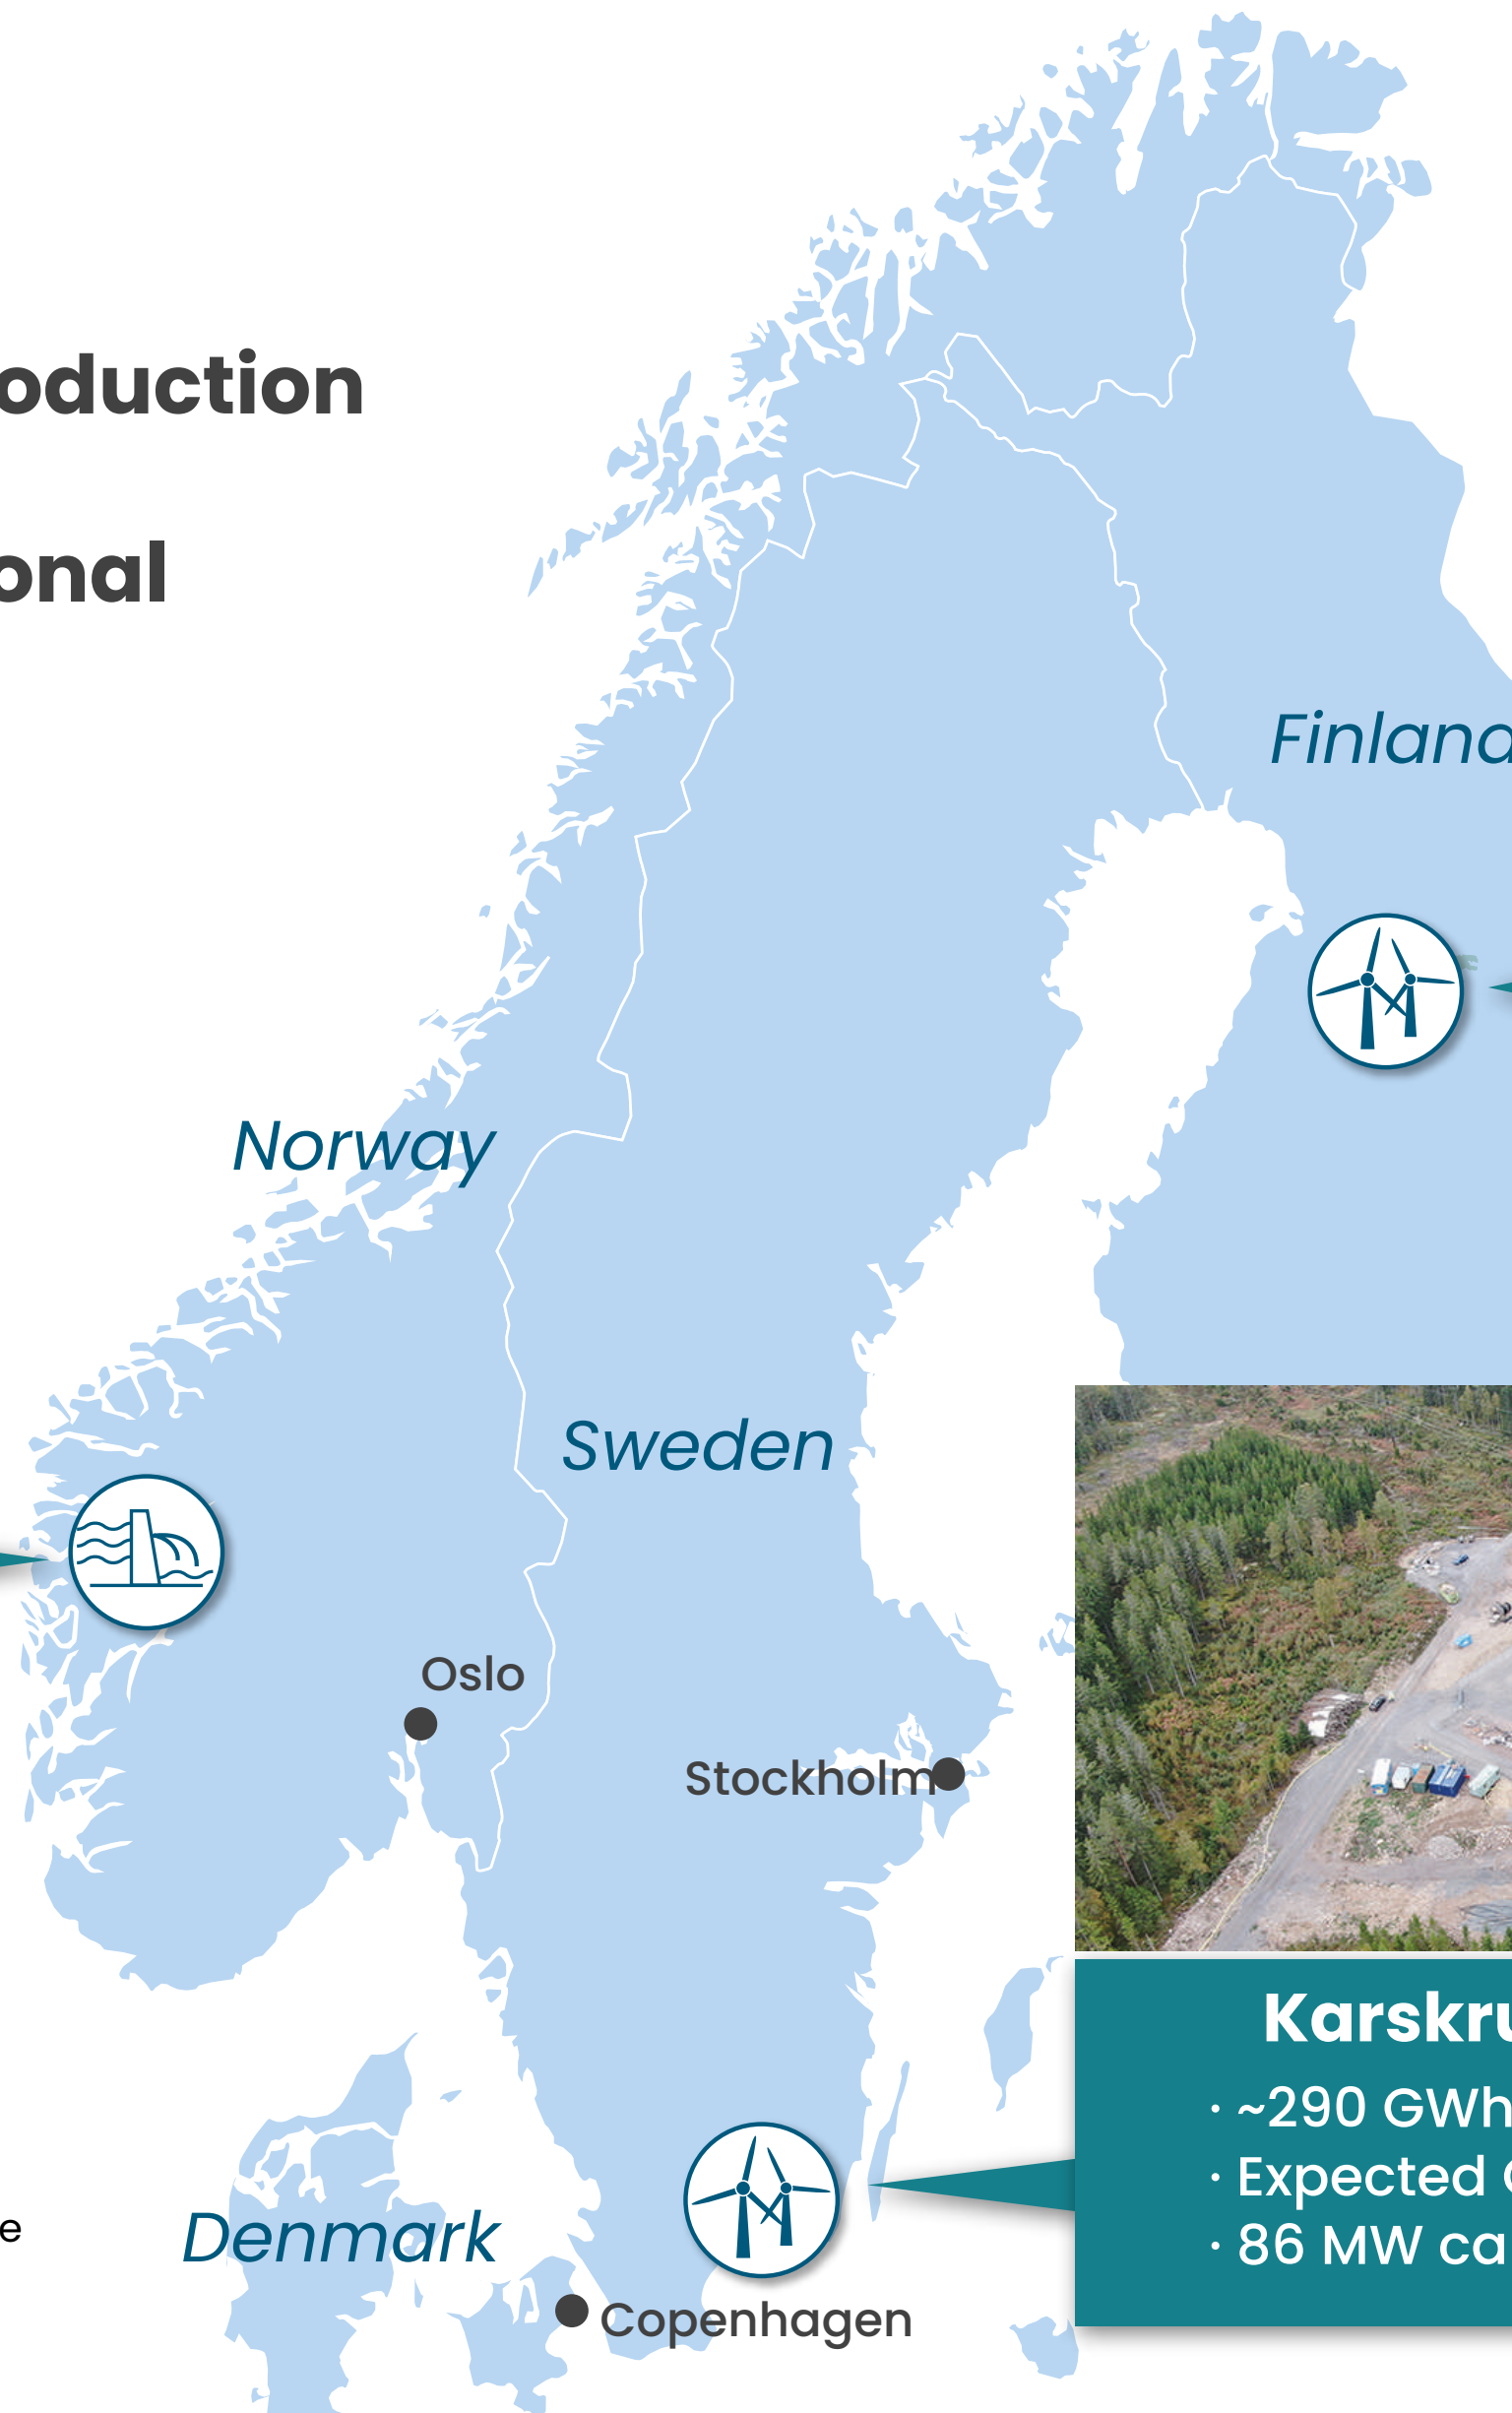 oduction
onal
Finland
Norway
Sweden
Oslo
Stockholm
Karskru
· ~290 GWh
· Expected
· 86 MW ca
e
Denmark
Copenhagen